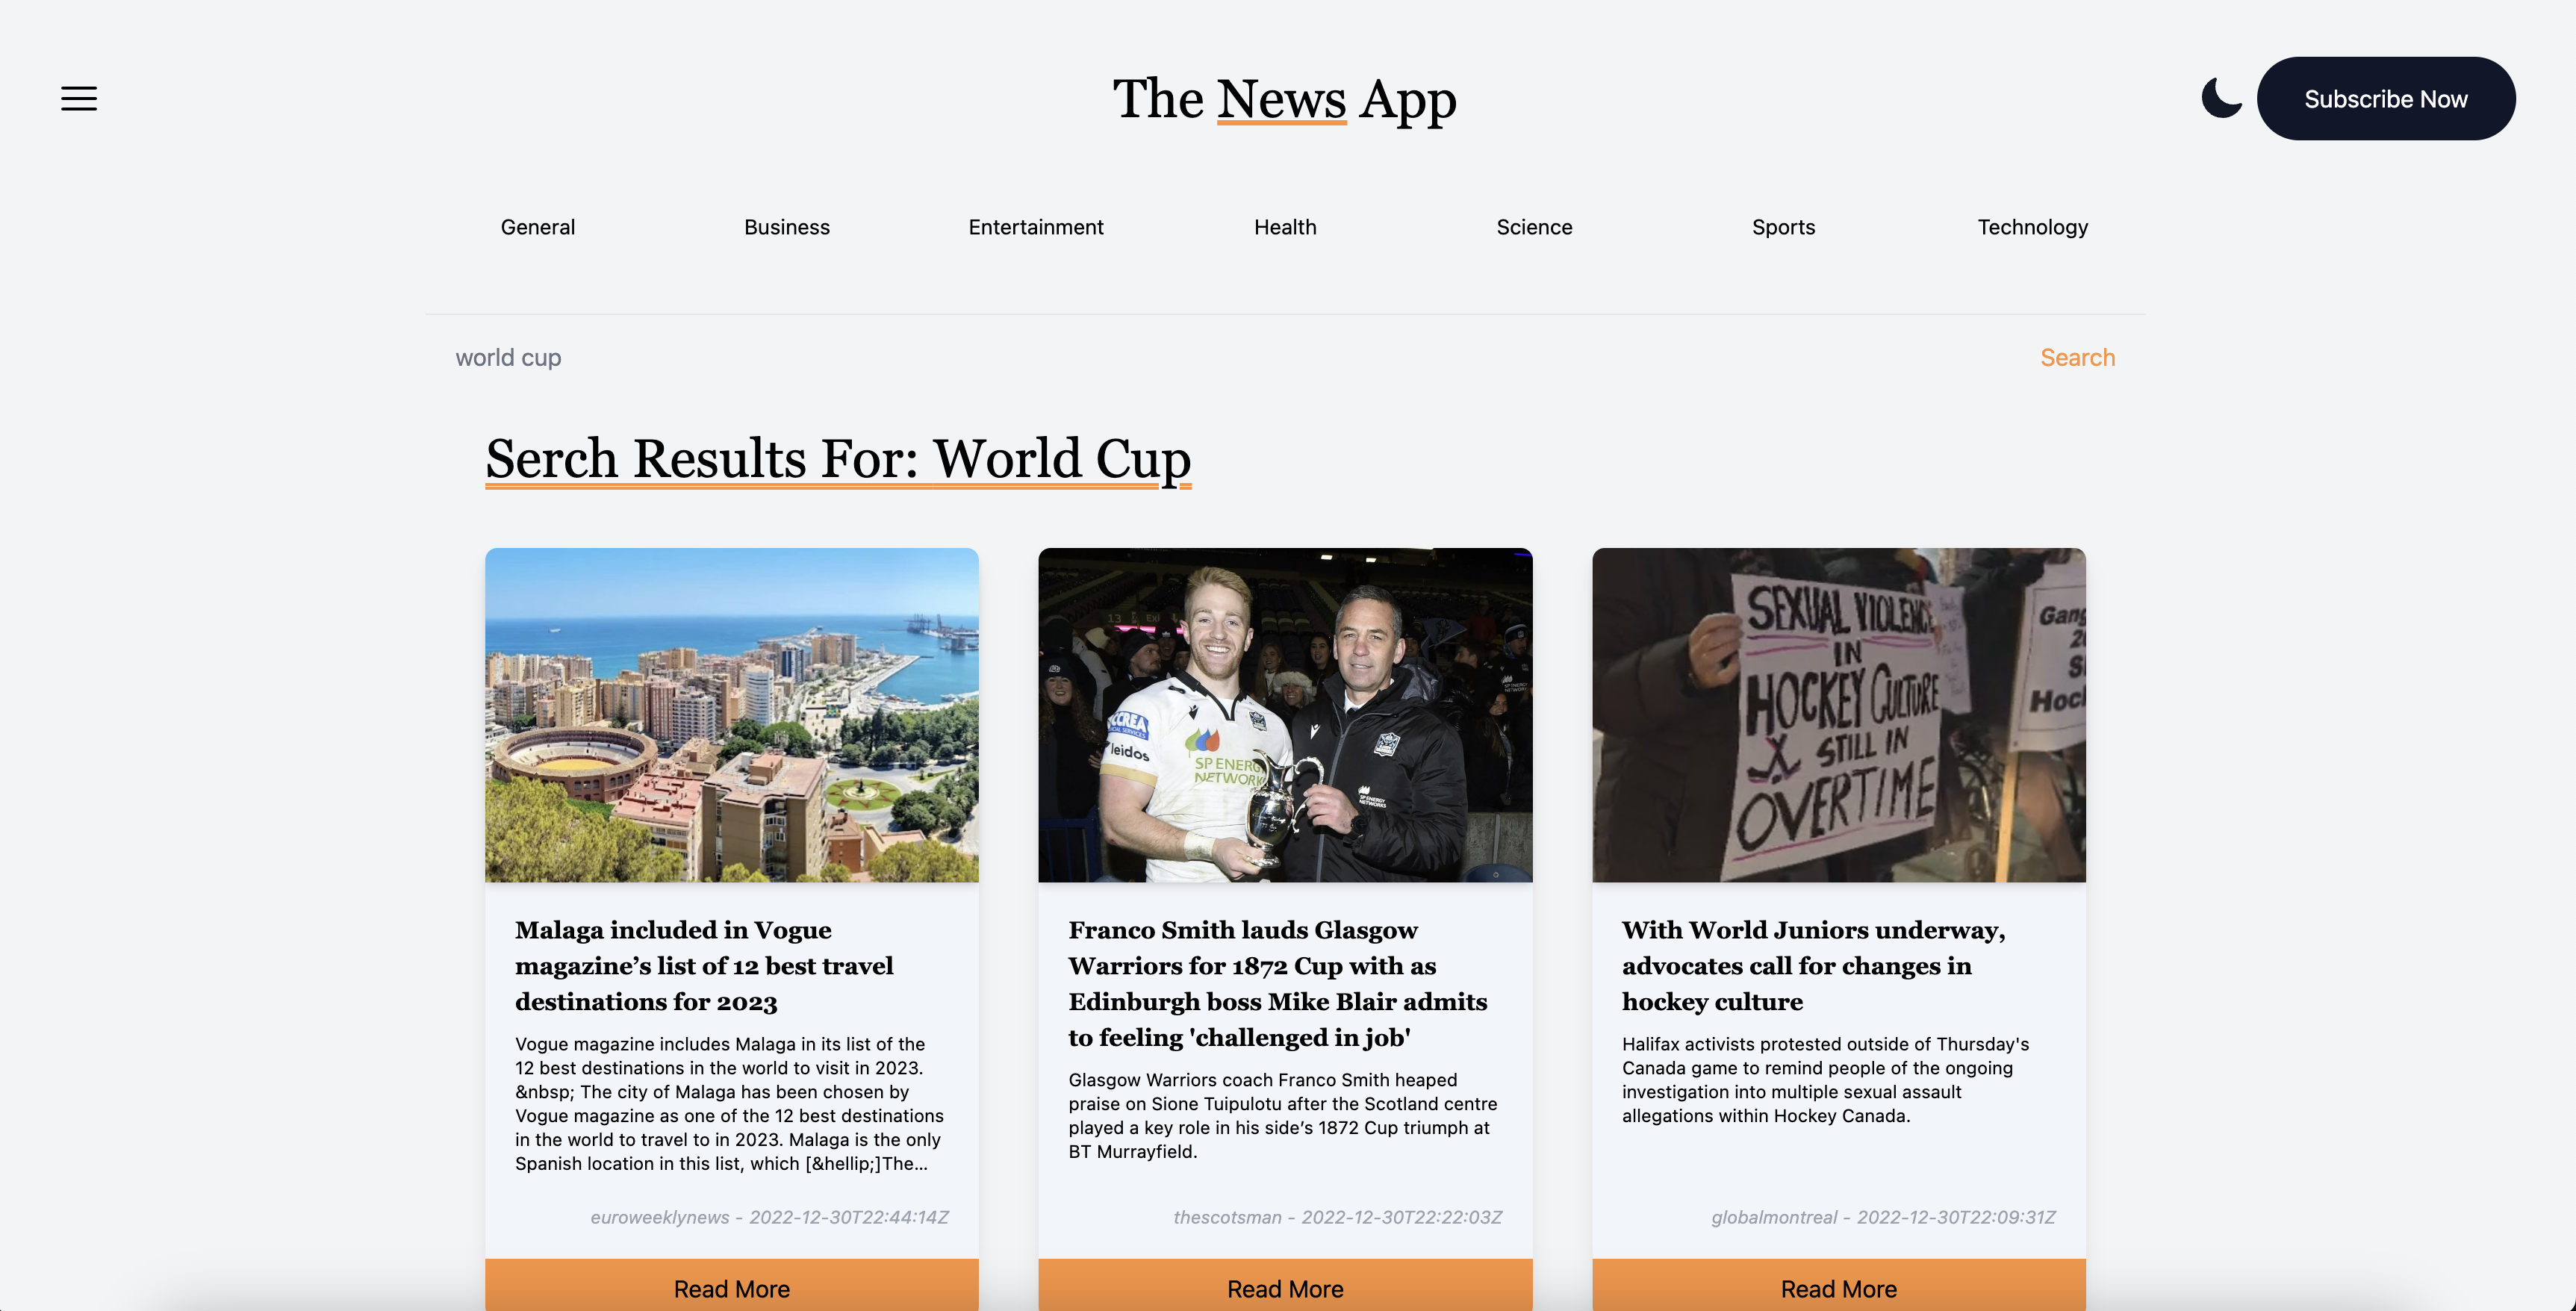 The News App
Subscribe Now
General Business Entertainment Health Science Sports Technology
world cup
Search
Serch Results For: World Cup
SEXUAL VIOLENCE
IN
HOCKEY CULTURE
STILL IN
OVERTIME
Gang
Hock
leidos
SP ENERGY
NETWORK
SP ENERGY
NETWORKS
Malaga included in Vogue
magazine’s list of 12 best travel
destinations for 2023
Vogue magazine includes Malaga in its list of the
12 best destinations in the world to visit in 2023.
&nbsp; The city of Malaga has been chosen by
Vogue magazine as one of the 12 best destinations
in the world to travel to in 2023. Malaga is the only
Spanish location in this list, which [&hellip;]The...
euroweeklynews - 2022-12-30T22:44:14Z
Read More
Franco Smith lauds Glasgow
Warriors for 1872 Cup with as
Edinburgh boss Mike Blair admits
to feeling 'challenged in job'
Glasgow Warriors coach Franco Smith heaped
praise on Sione Tuipulotu after the Scotland centre
played a key role in his side’s 1872 Cup triumph at
BT Murrayfield.
thescotsman - 2022-12-30T22:22:03Z
Read More
With World Juniors underway,
advocates call for changes in
hockey culture
Halifax activists protested outside of Thursday's
Canada game to remind people of the ongoing
investigation into multiple sexual assault
allegations within Hockey Canada.
globalmontreal - 2022-12-30T22:09:31Z
Read More